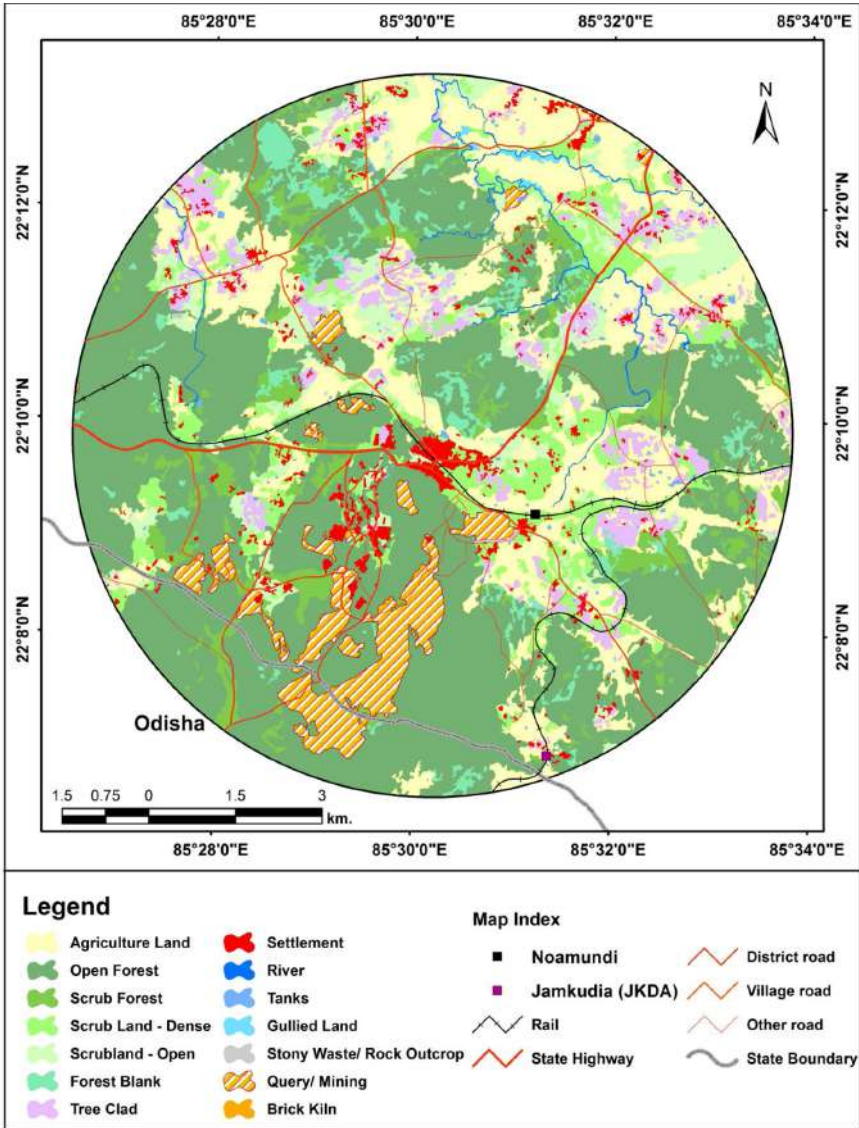 85°28'0"E 85°30'0"E 85°32'0"E 85°34'0"E
N
22°12'0"N 22°12'0"N
22°10'0"N 22°10'0"N
22°8'0"N 22°8'0"N
Odisha
1.5 0.75 0 1.5 3
km.
85°28'0"E 85°30'0"E 85°32'0"E 85°34'0"E
Legend
Agriculture Land
Open Forest
Scrub Forest
Scrub Land - Dense
Scrubland - Open
Forest Blank
Tree Clad
Settlement
River
Tanks
Gullied Land
Stony Waste/ Rock Outcrop
Query/ Mining
Brick Kiln
Map Index
Noamundi
Jamkudia (JKDA)
Rail
State Highway
District road
Village road
Other road
State Boundary